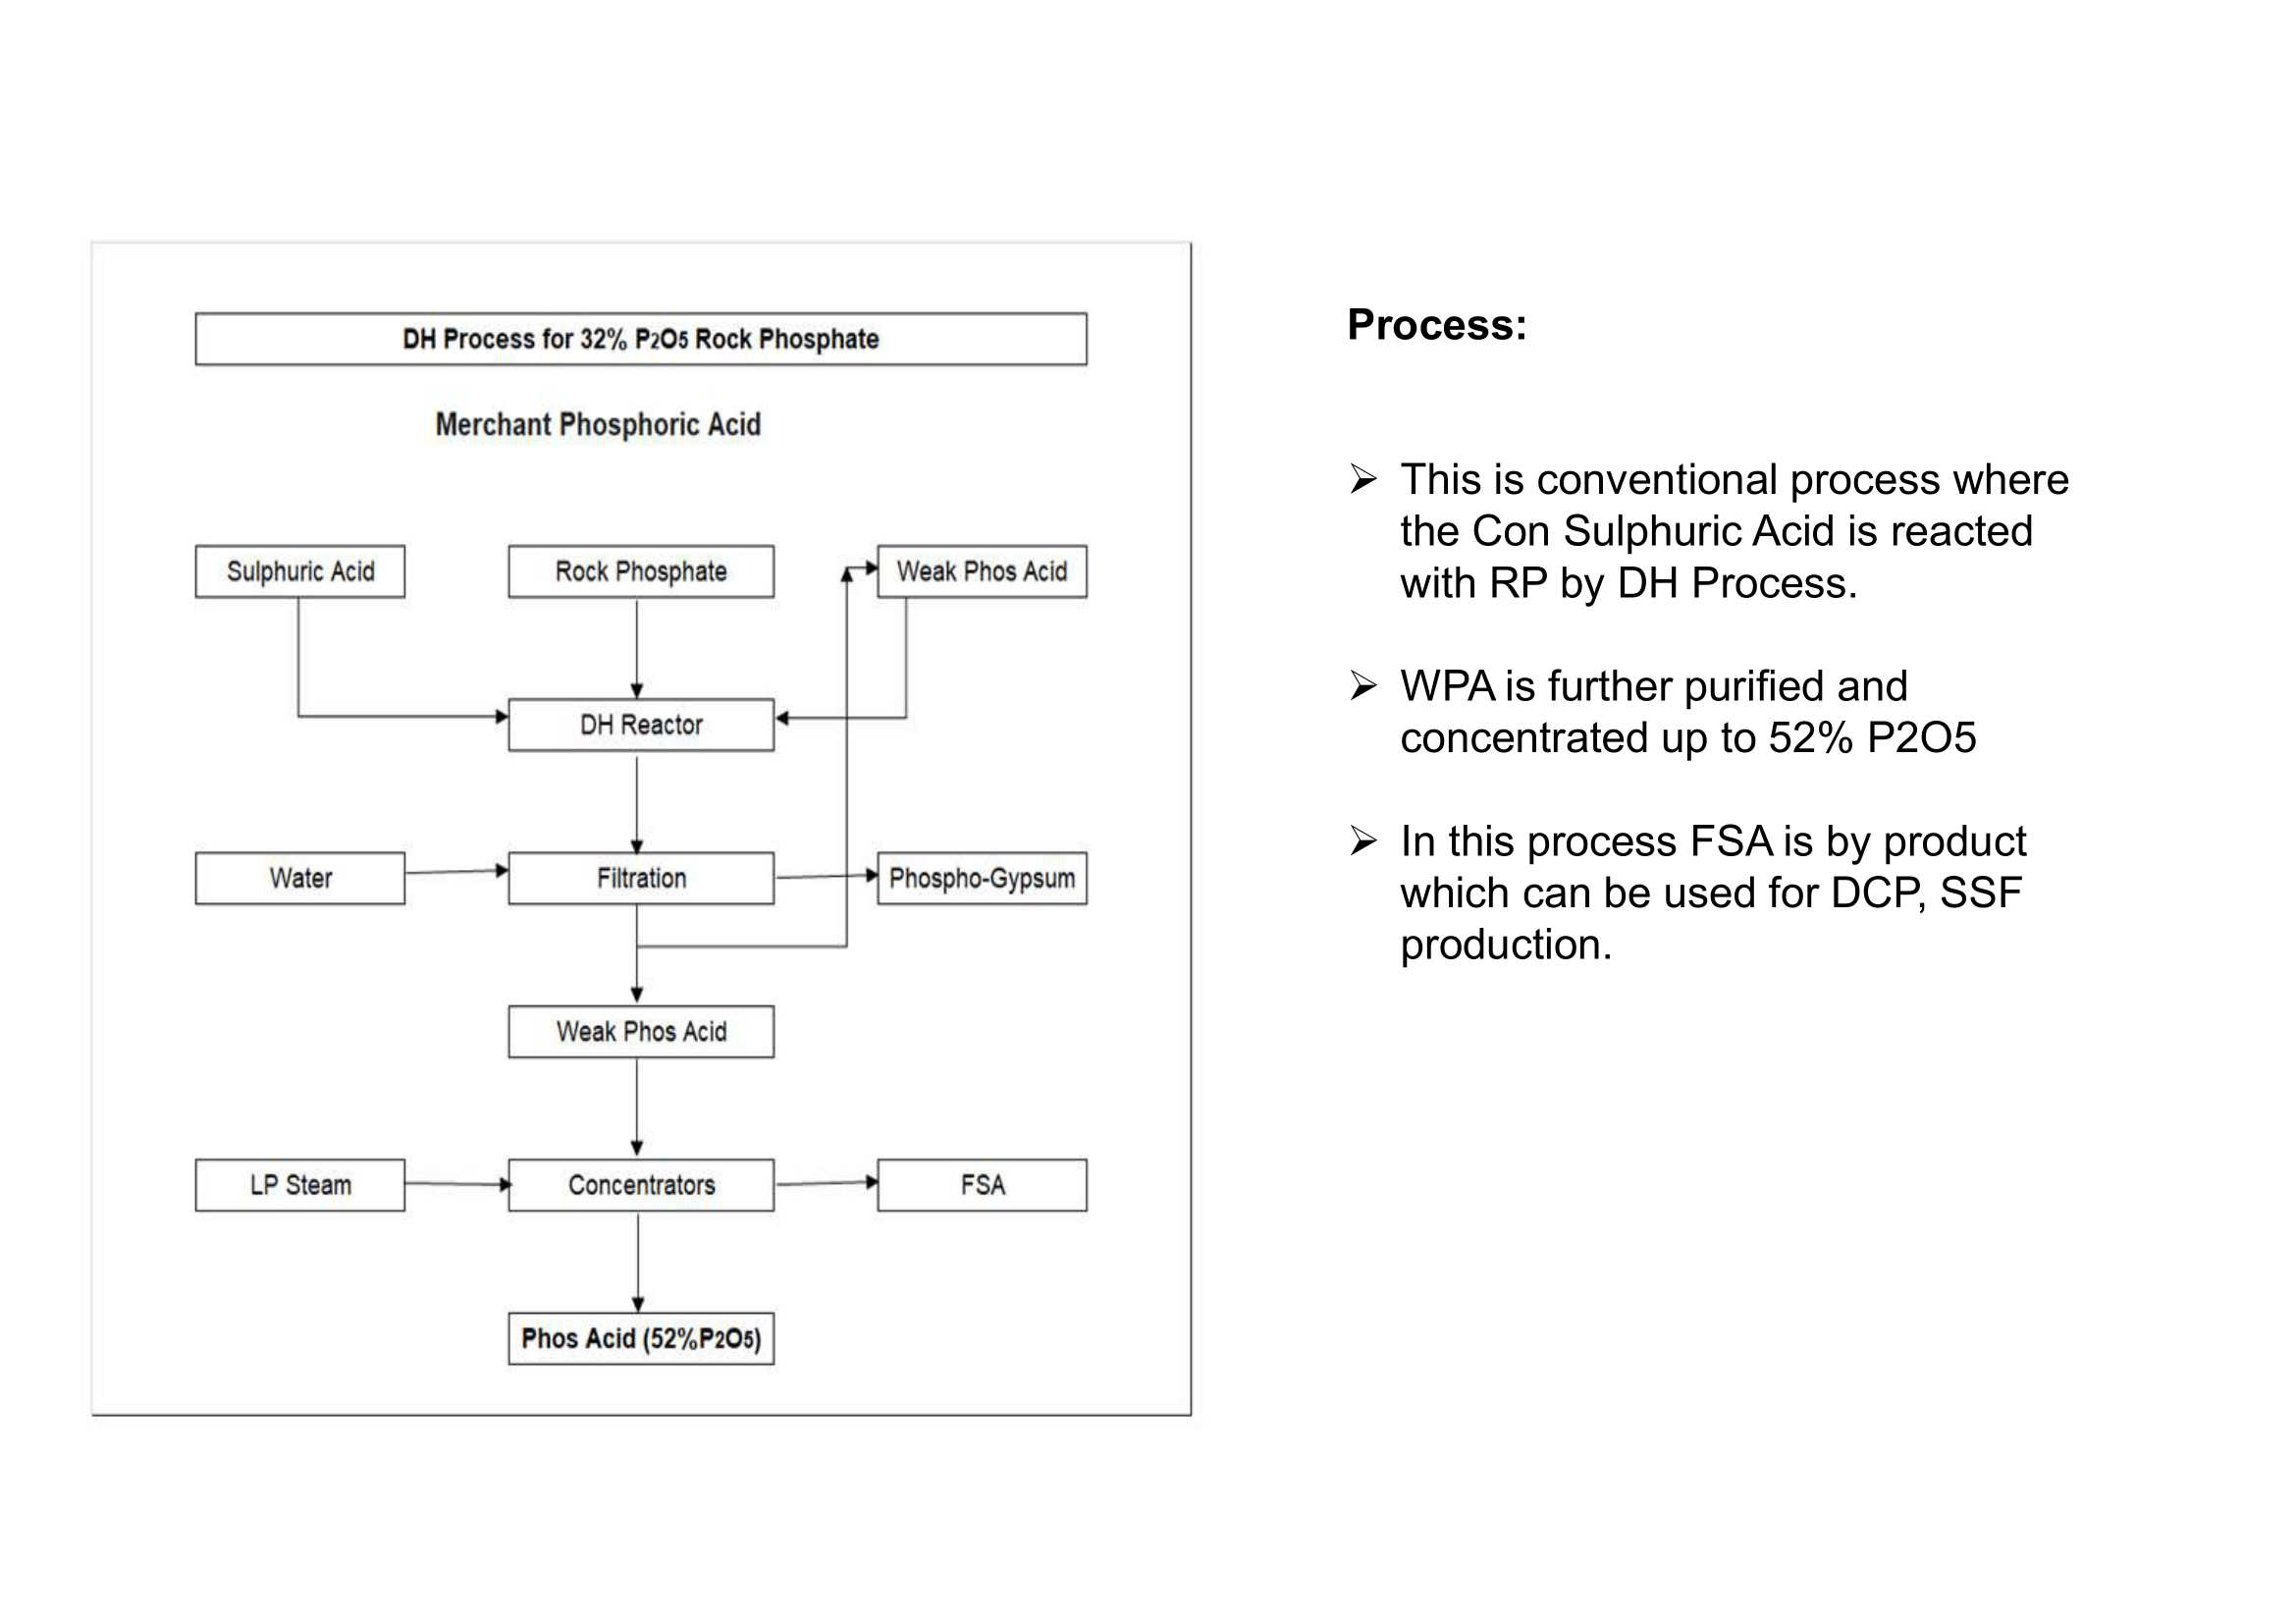 DH Process for 32% P2O5 Rock Phosphate
Merchant Phosphoric Acid
Sulphuric Acid
Rock Phosphate
Weak Phos Acid
DH Reactor
Water
Filtration
Phospho-Gypsum
Weak Phos Acid
LP Steam
Concentrators
FSA
Phos Acid (52%P2O5)
Process:
This is conventional process where
the Con Sulphuric Acid is reacted
with RP by DH Process.
WPA is further purified and
concentrated up to 52% P2O5
In this process FSA is by product
which can be used for DCP, SSF
production.